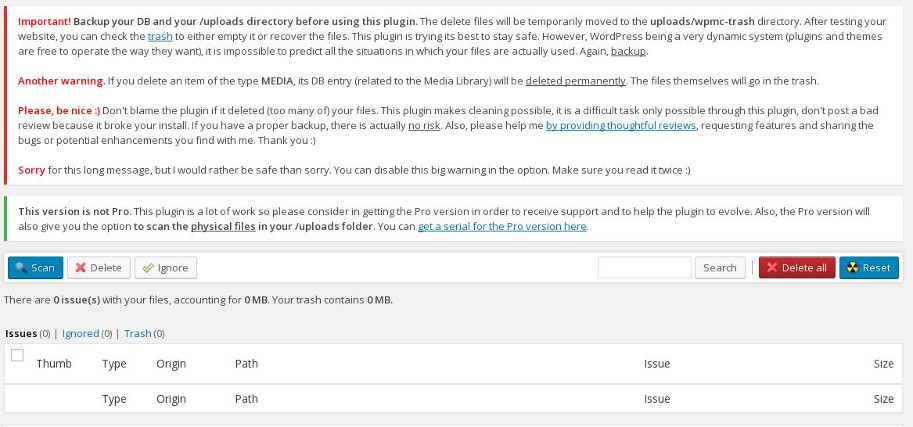 Important! Backup your DB and your /uploads directory before using this plugin. The delete files will be temporarily moved to the uploads/wpmc-trash directory. After testing your
website, you can check the trash to either empty it or recover the files. This plugin is trying its best to stay safe. However, WordPress being a very dynamic system (plugins and themes
are free to operate the way they want), it is impossible to predict all the situations in which your files are actually used. Again, backup.
Another warning. If you delete an item of the type MEDIA, its DB entry (related to the Media Library) will be deleted permanently. The files themselves will go in the trash.
Please, be nice :) Don't blame the plugin if it deleted (too many of) your files. This plugin makes cleaning possible, it is a difficult task only possible through this plugin, don't post a bad
review because it broke your install. If you have a proper backup, there is actually no risk. Also, please help me by providing thoughtful reviews, requesting features and sharing the
bugs or potential enhancements you find with me. Thank you :)
Sorry for this long message, but I would rather be safe than sorry. You can disable this big warning in the option. Make sure you read it twice :)
This version is not Pro. This plugin is a lot of work so please consider in getting the Pro version in order to receive support and to help the plugin to evolve. Also, the Pro version will
also give you the option to scan the physical files in your /uploads folder. You can get a serial for the Pro version here.
Scan Delete Ignore Search | Delete all Reset
There are 0 issue(s) with your files, accounting for 0 MB. Your trash contains 0 MB.
Issues (0) | Ignored (0) | Trash (0)
Thumb Type Origin Path Issue Size
Type Origin Path Issue Size